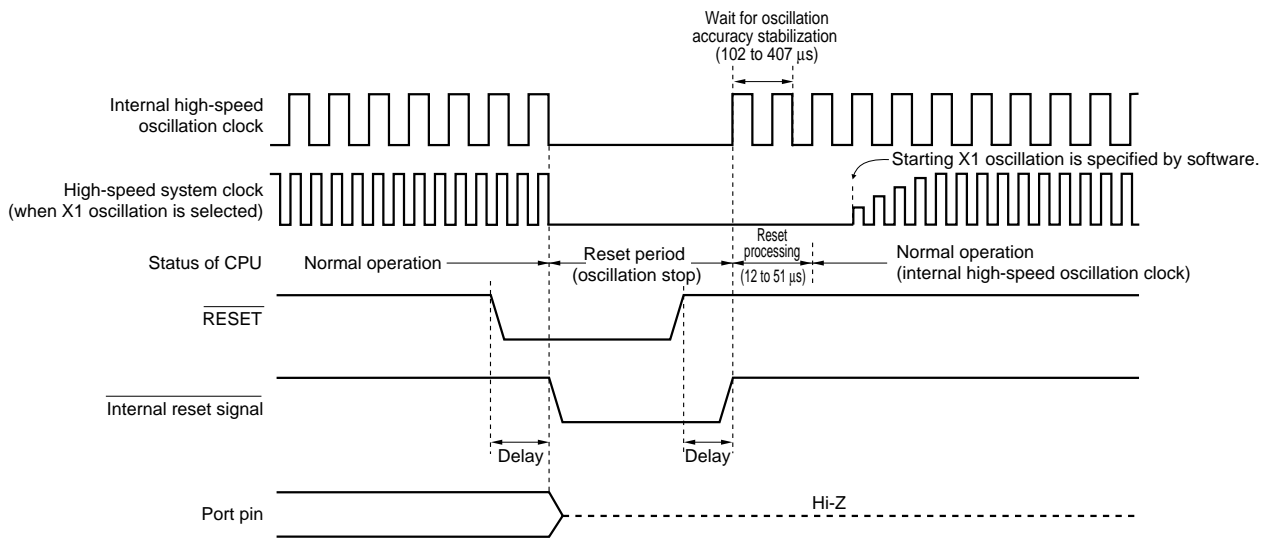 Wait for oscillation
accuracy stabilization
(102 to 407 μs)
Internal high-speed
oscillation clock
Starting X1 oscillation is specified by software.
High-speed system clock
(when X1 oscillation is selected)
Status of CPU
Normal operation
Reset period
(oscillation stop)
Reset
processing
(12 to 51 μs)
Normal operation
(internal high-speed oscillation clock)
RESET
Internal reset signal
Delay
Delay
Port pin
Hi-Z